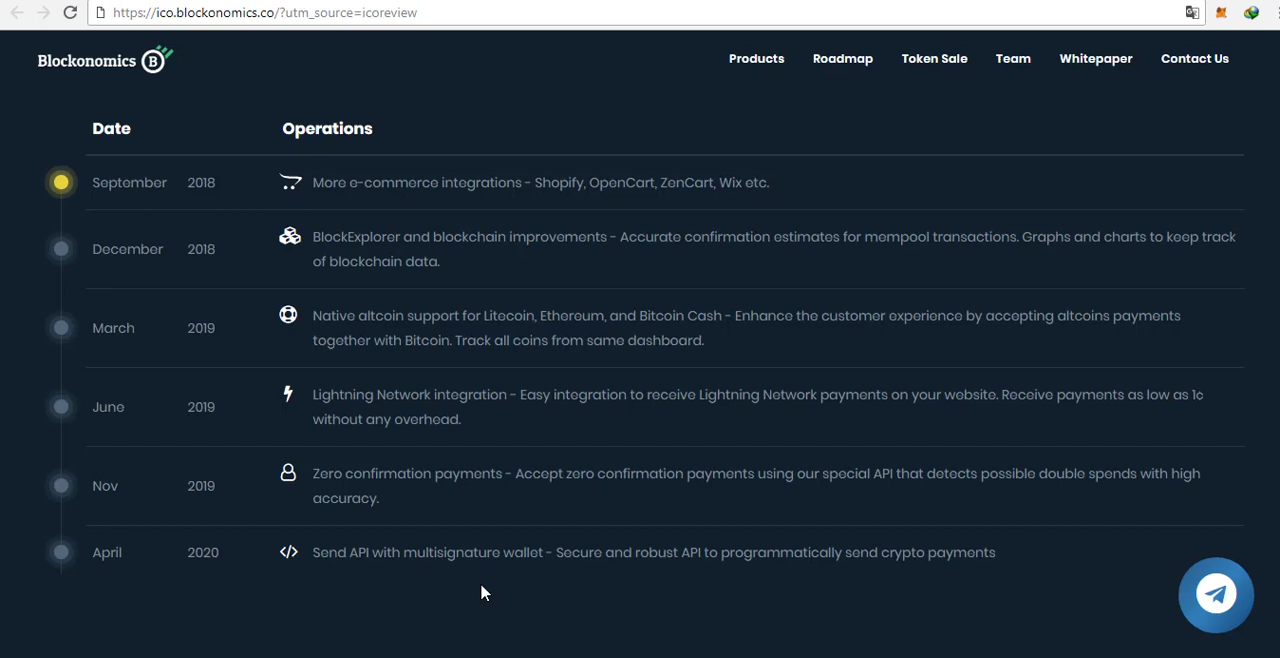 https://ico.blockonomics.co/?utm_source=icoreview
Blockonomics B
Products Roadmap Token Sale Team Whitepaper Contact Us
Date Operations
September 2018 More e-commerce integrations - Shopify, OpenCart, ZenCart, Wix etc.
December 2018 BlockExplorer and blockchain improvements - Accurate confirmation estimates for mempool transactions. Graphs and charts to keep track
of blockchain data.
March 2019 Native altcoin support for Litecoin, Ethereum, and Bitcoin Cash - Enhance the customer experience by accepting altcoins payments
together with Bitcoin. Track all coins from same dashboard.
June 2019 Lightning Network integration - Easy integration to receive Lightning Network payments on your website. Receive payments as low as 1¢
without any overhead.
Nov 2019 Zero confirmation payments - Accept zero confirmation payments using our special API that detects possible double spends with high
accuracy.
April 2020 </> Send API with multisignature wallet - Secure and robust API to programmatically send crypto payments